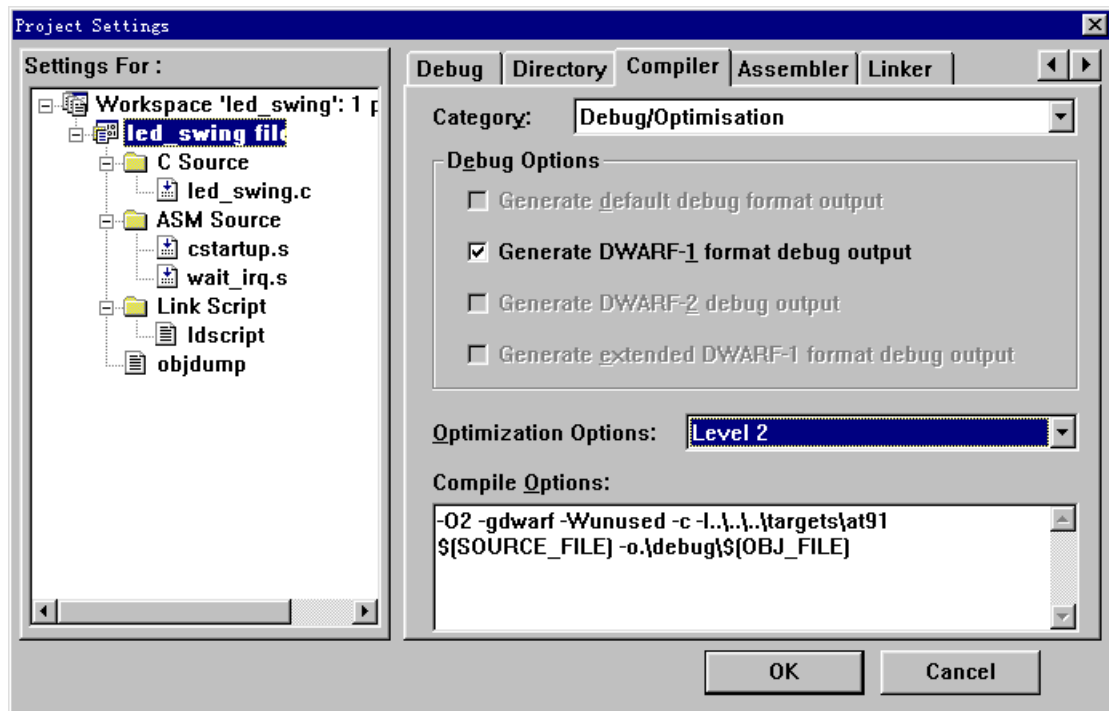 Project Settings
Settings For :
Workspace 'led_swing': 1 p
led_swing file
C Source
led_swing.c
ASM Source
cstartup.s
wait_irq.s
Link Script
ldscript
objdump
Debug
Directory
Compiler
Assembler
Linker
Category:
Debug/Optimisation
Debug Options
Generate default debug format output
Generate DWARF-1 format debug output
Generate DWARF-2 debug output
Generate extended DWARF-1 format debug output
Optimization Options:
Level 2
Compile Options:
-O2 -gdwarf -Wunused -c -I..\..\..\targets\at91
$(SOURCE_FILE) -o.\debug\$(OBJ_FILE)
OK
Cancel